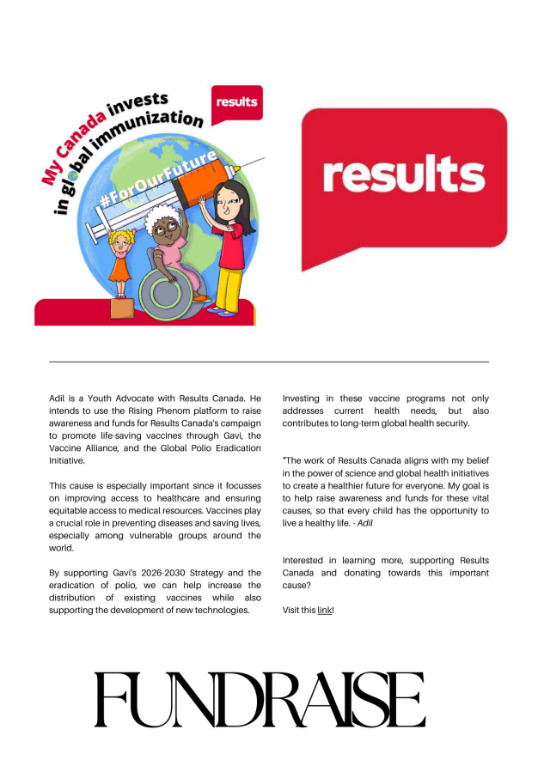 My Canada invests
in global immunization
results
#ForOurFuture
results
Adil is a Youth Advocate with Results Canada. He
intends to use the Rising Phenom platform to raise
awareness and funds for Results Canada's campaign
to promote life-saving vaccines through Gavi, the
Vaccine Alliance, and the Global Polio Eradication
Initiative.
This cause is especially important since it focusses
on improving access to healthcare and ensuring
equitable access to medical resources. Vaccines play
a crucial role in preventing diseases and saving lives,
especially among vulnerable groups around the
world.
By supporting Gavi's 2026-2030 Strategy and the
eradication of polio, we can help increase the
distribution of existing vaccines while also
supporting the development of new technologies.
Investing in these vaccine programs not only
addresses current health needs, but also
contributes to long-term global health security.
"The work of Results Canada aligns with my belief
in the power of science and global health initiatives
to create a healthier future for everyone. My goal is
to help raise awareness and funds for these vital
causes, so that every child has the opportunity to
live a healthy life. - Adil
Interested in learning more, supporting Results
Canada and donating towards this important
cause?
Visit this link!
FUNDRAISE